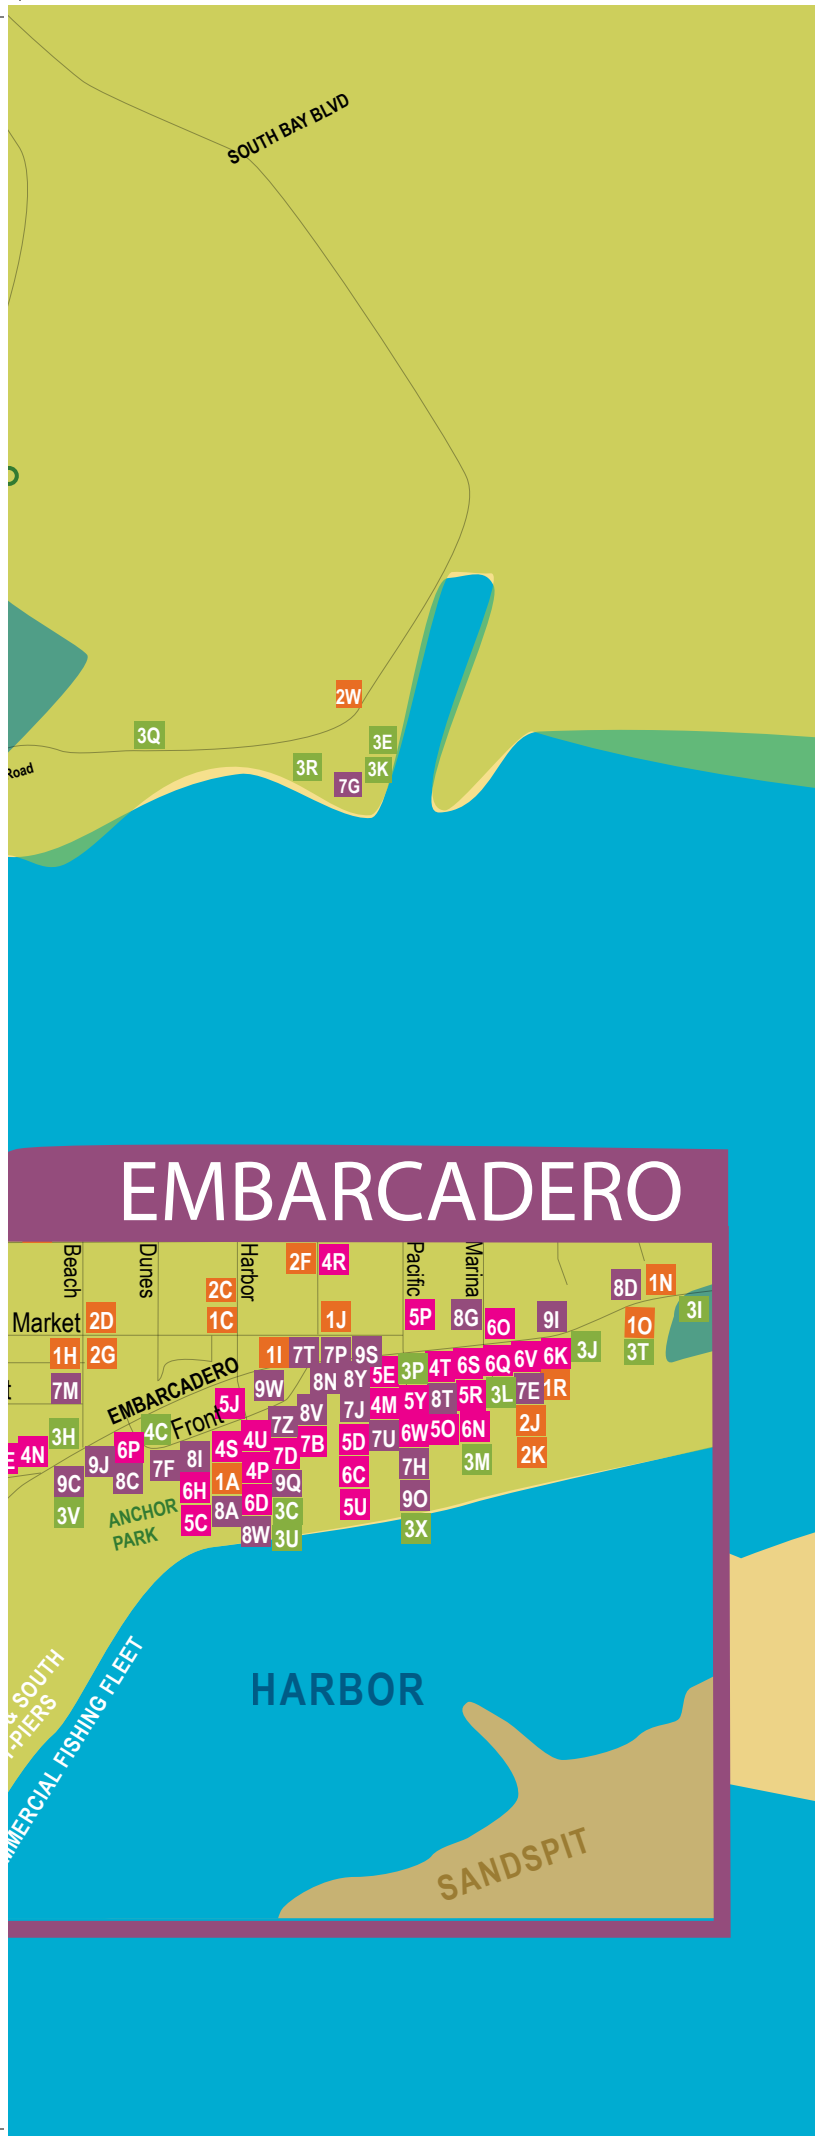 SOUTH BAY BLVD
2W
3Q
3E
3R
3K
7G
Road
EMBARCADERO
Beach
Dunes
Harbor
Pacific
Marina
2F
4R
2C
8D
1N
Market
2D
1C
1J
5P
8G
6O
9I
1O
3I
1H
2G
1I
7T
7P
9S
3P
4T
6S
6Q
6V
6K
3J
3T
7M
EMBARCADERO
9W
8N
8Y
5E
5Y
8T
5R
3L
7E
1R
5J
4M
3H
4C
Front
7Z
8V
7J
6W
5O
6N
2J
4N
6P
4S
4U
7D
7B
5D
7U
2K
9J
8I
7F
4P
6C
7H
3M
9C
8C
6H
1A
9Q
9O
3V
ANCHOR
PARK
5C
8A
6D
3C
5U
3X
8W
3U
& SOUTH
T-PIERS
MMERCIAL FISHING FLEET
HARBOR
SANDSPIT